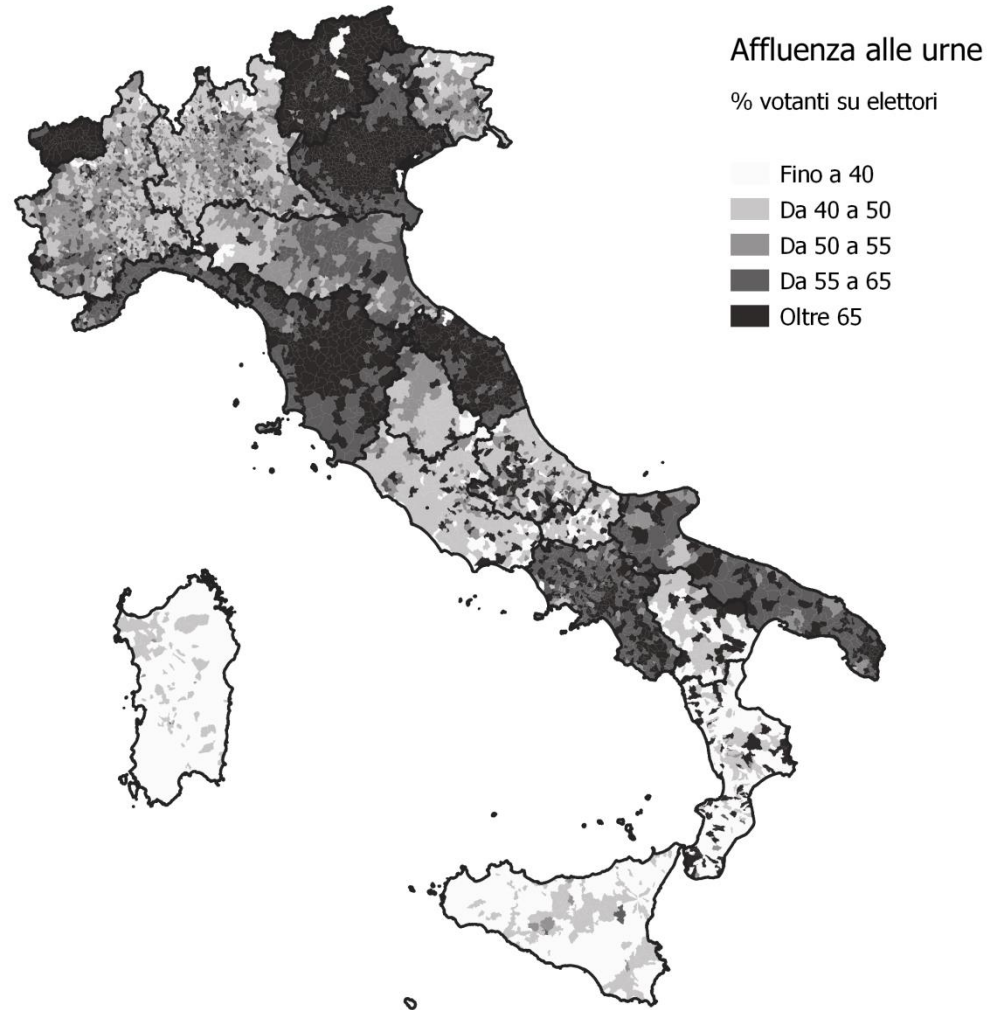 Affluenza alle urne
% votanti su elettori
Fino a 40
Da 40 a 50
Da 50 a 55
Da 55 a 65
Oltre 65